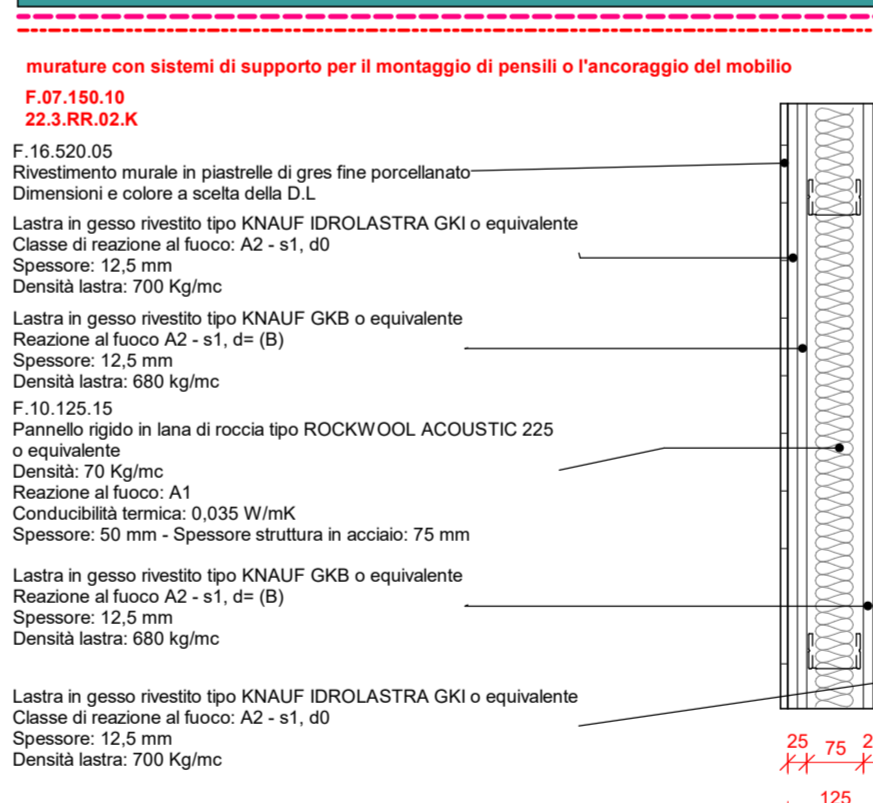 murature con sistemi di supporto per il montaggio di pensili o l'ancoraggio del mobilio
F.07.150.10
22.3.RR.02.K
F.16.520.05
Rivestimento murale in piastrelle di gres fine porcellanato
Dimensioni e colore a scelta della D.L
Lastra in gesso rivestito tipo KNAUF IDROLASTRA GKI o equivalente
Classe di reazione al fuoco: A2 - s1, d0
Spessore: 12,5 mm
Densità lastra: 700 Kg/mc
Lastra in gesso rivestito tipo KNAUF GKB o equivalente
Reazione al fuoco A2 - s1, d= (B)
Spessore: 12,5 mm
Densità lastra: 680 kg/mc
F.10.125.15
Pannello rigido in lana di roccia tipo ROCKWOOL ACOUSTIC 225
o equivalente
Densità: 70 Kg/mc
Reazione al fuoco: A1
Conducibilità termica: 0,035 W/mK
Spessore: 50 mm - Spessore struttura in acciaio: 75 mm
Lastra in gesso rivestito tipo KNAUF GKB o equivalente
Reazione al fuoco A2 - s1, d= (B)
Spessore: 12,5 mm
Densità lastra: 680 kg/mc
Lastra in gesso rivestito tipo KNAUF IDROLASTRA GKI o equivalente
Classe di reazione al fuoco: A2 - s1, d0
Spessore: 12,5 mm
Densità lastra: 700 Kg/mc
25 75 2
125